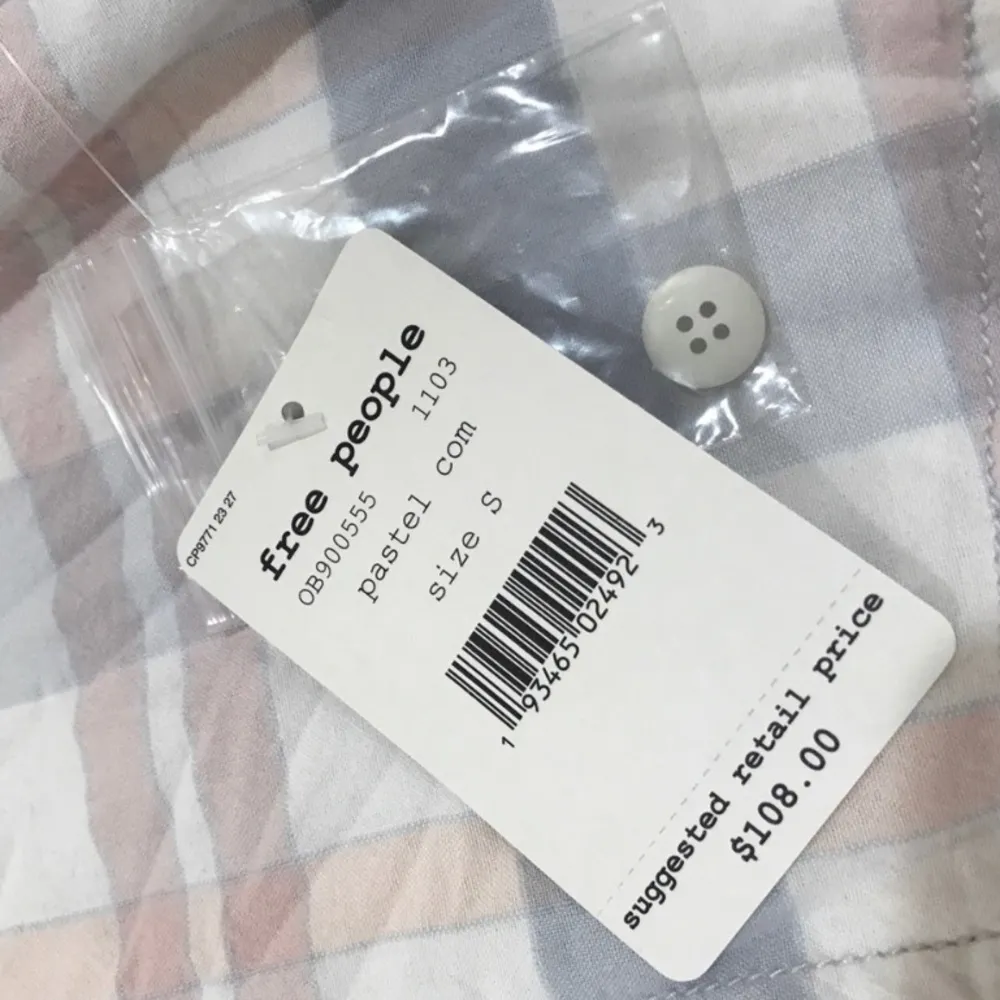 CP9771 23 27
free people
OB900555 1103
pastel com
size S
1 93465 02492 3
suggested retail price
$108.00